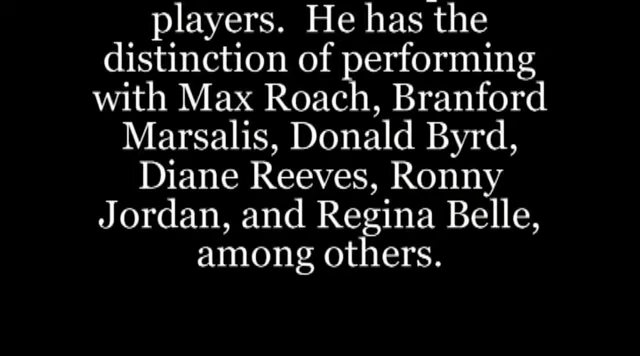 players.  He has the
distinction of performing
with Max Roach, Branford
Marsalis, Donald Byrd,
Diane Reeves, Ronny
Jordan, and Regina Belle,
among others.